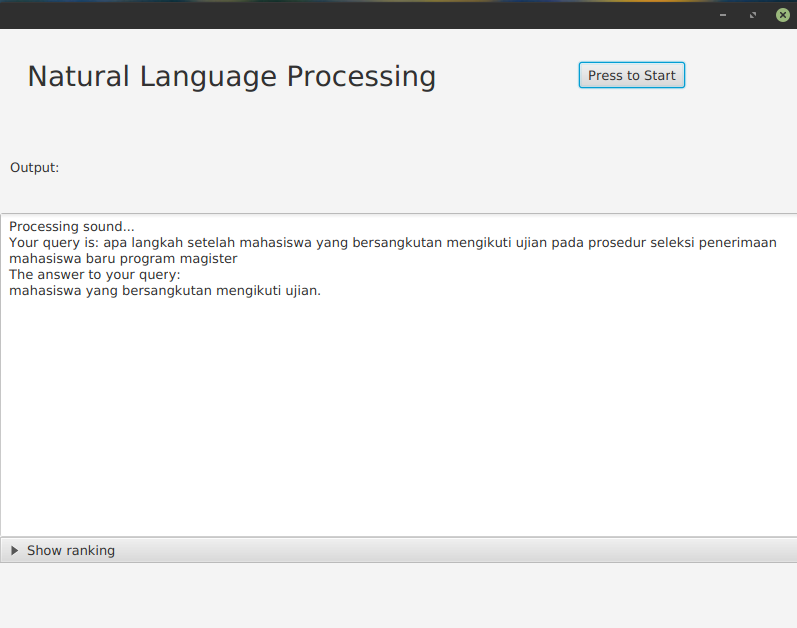 Natural Language Processing
Press to Start
Output:
Processing sound...
Your query is: apa langkah setelah mahasiswa yang bersangkutan mengikuti ujian pada prosedur seleksi penerimaan
mahasiswa baru program magister
The answer to your query:
mahasiswa yang bersangkutan mengikuti ujian.
Show ranking